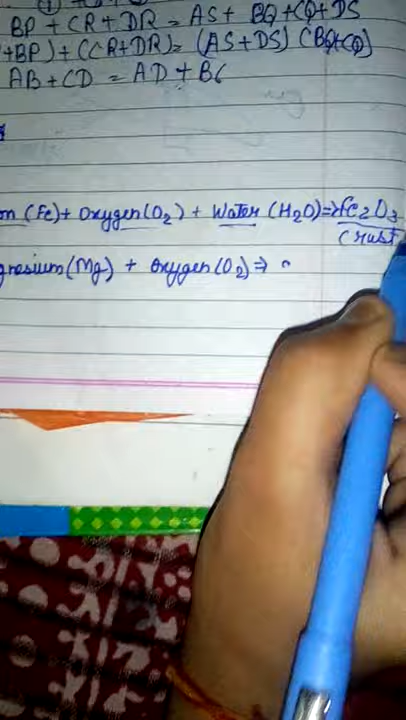 BP + CR + DR = AS + BQ + CQ + DS
+BP) + (CR+DR) = (AS+DS) (BQ+CQ)
AB + CD = AD + BC
(Fe) + Oxygen (O2) + Water (H2O) => Fe2O3
(rust
(Mg) + Oxygen (O2) =>